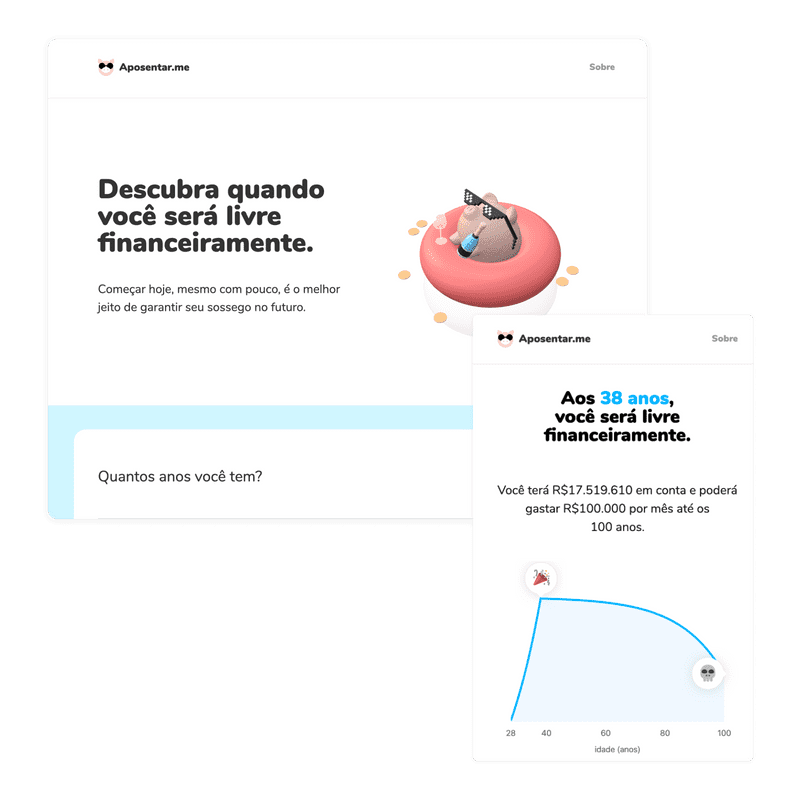 Aposentar.me
Sobre
Descubra quando
você será livre
financeiramente.
Começar hoje, mesmo com pouco, é o melhor
jeito de garantir seu sossego no futuro.
Quantos anos você tem?
Aposentar.me
Sobre
Aos 38 anos,
você será livre
financeiramente.
Você terá R$17.519.610 em conta e poderá
gastar R$100.000 por mês até os
100 anos.
28 40 60 80 100
idade (anos)